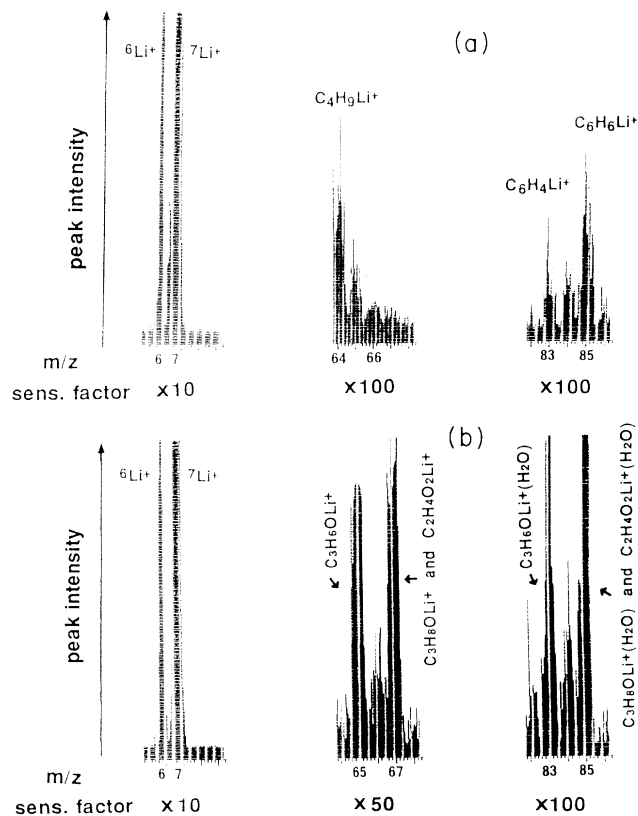 (a)
⁶Li⁺ ⁷Li⁺
C₄H₉Li⁺
C₆H₄Li⁺
C₆H₆Li⁺
peak intensity
m/z 6 7 64 66 83 85
sens. factor x10 x100 x100
(b)
⁶Li⁺ ⁷Li⁺
C₃H₆OLi⁺
C₃H₈OLi⁺ and C₂H₄O₂Li⁺
C₃H₆OLi⁺(H₂O)
C₃H₈OLi⁺(H₂O) and C₂H₄O₂Li⁺(H₂O)
peak intensity
m/z 6 7 65 67 83 85
sens. factor x10 x50 x100